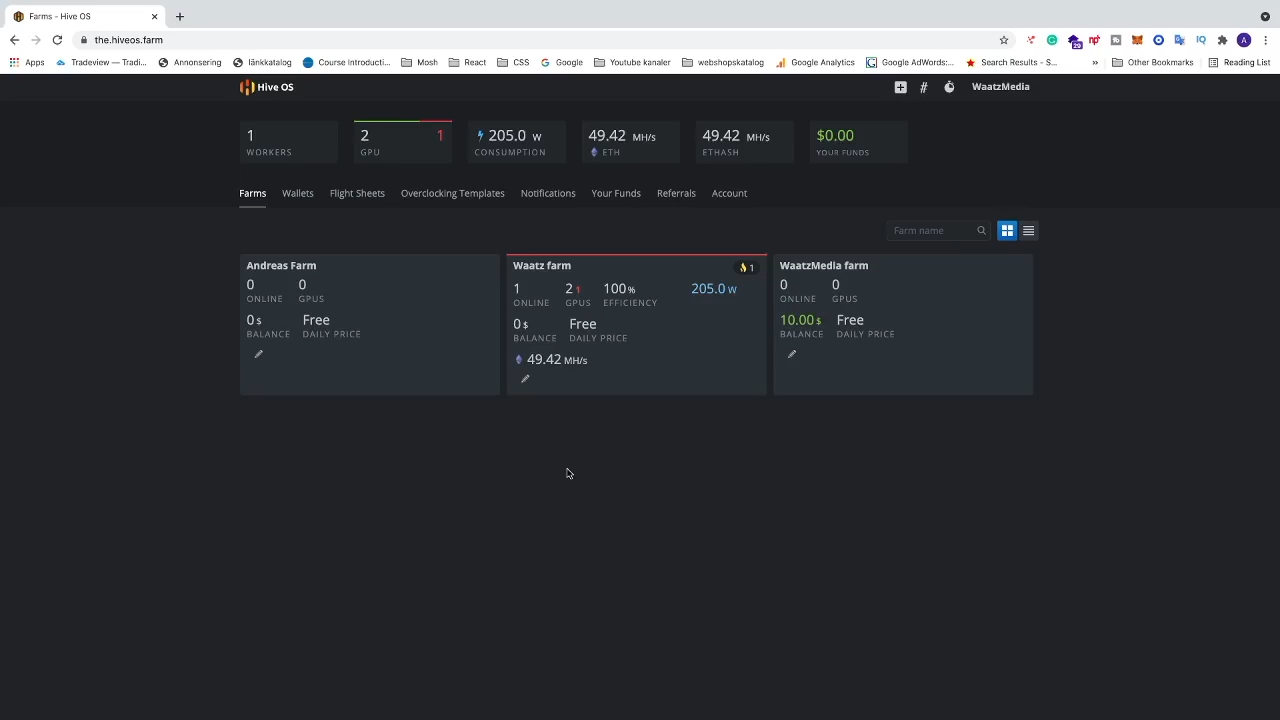 Farms - Hive OS
the.hiveos.farm
20
A
Apps
Tradeview — Tradi...
Annonsering
länkkatalog
Course Introducti...
Mosh
React
CSS
Google
Youtube kanaler
webshopskatalog
Google Analytics
Google AdWords:...
Search Results - S...
»
Other Bookmarks
Reading List
Hive OS
#
WaatzMedia
1
WORKERS
2 1
GPU
205.0 W
CONSUMPTION
49.42 MH/s
ETH
49.42 MH/s
ETHASH
$0.00
YOUR FUNDS
Farms
Wallets
Flight Sheets
Overclocking Templates
Notifications
Your Funds
Referrals
Account
Farm name
Andreas Farm
0 0
ONLINE GPUS
0 $ Free
BALANCE DAILY PRICE
Waatz farm
1
1 2 1 100 % 205.0 W
ONLINE GPUS EFFICIENCY
0 $ Free
BALANCE DAILY PRICE
49.42 MH/s
WaatzMedia farm
0 0
ONLINE GPUS
10.00 $ Free
BALANCE DAILY PRICE